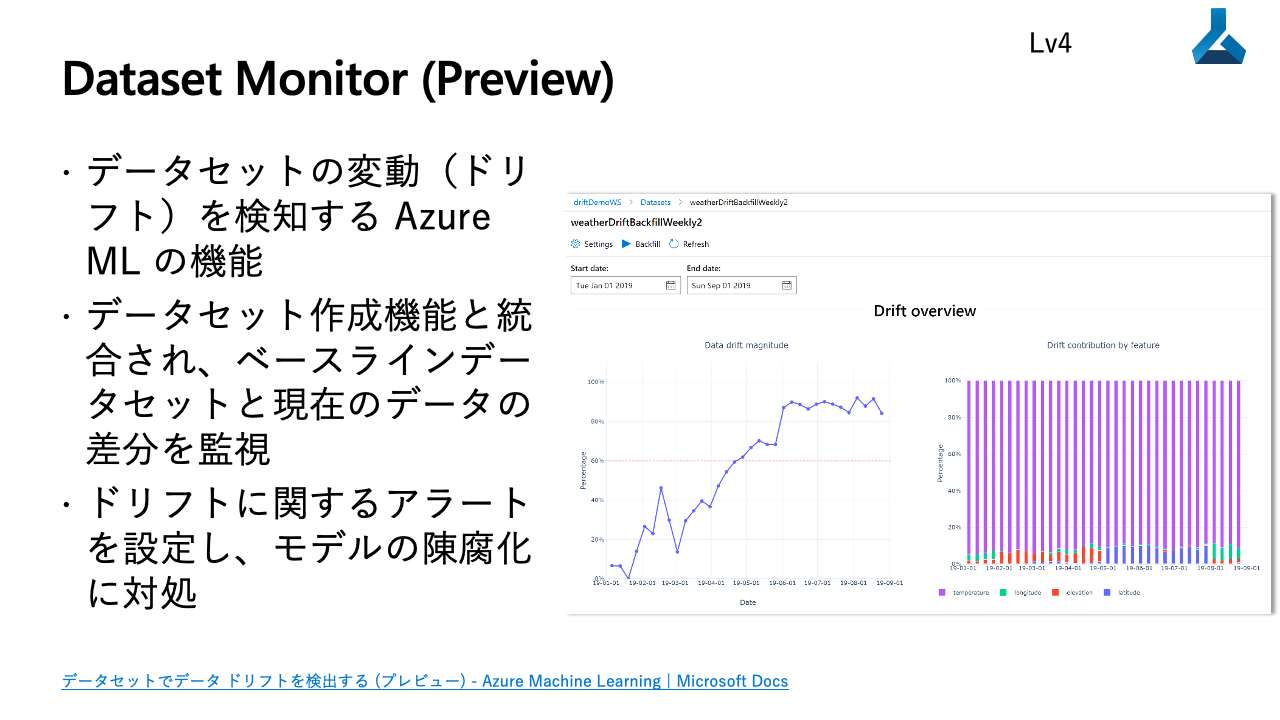 Lv4
Dataset Monitor (Preview)
・データセットの変動（ドリ
フト）を検知する Azure
ML の機能
・データセット作成機能と統
合され、ベースラインデー
タセットと現在のデータの
差分を監視
・ドリフトに関するアラート
を設定し、モデルの陳腐化
に対処
driftDemoWS > Datasets > weatherDriftBackfillWeekly2
weatherDriftBackfillWeekly2
Settings Backfill Refresh
Start date: End date:
Tue Jan 01 2019 Sun Sep 01 2019
Drift overview
Data drift magnitude
100%
80%
60%
40%
20%
0%
Percentage
19-01-01 19-02-01 19-03-01 19-04-01 19-05-01 19-06-01 19-07-01 19-08-01 19-09-01
Date
Drift contribution by feature
100%
80%
60%
40%
20%
0%
Percentage
19-01-01 19-02-01 19-03-01 19-04-01 19-05-01 19-06-01 19-07-01 19-08-01 19-09-01
temperature longitude elevation latitude
データセットでデータ ドリフトを検出する (プレビュー) - Azure Machine Learning | Microsoft Docs